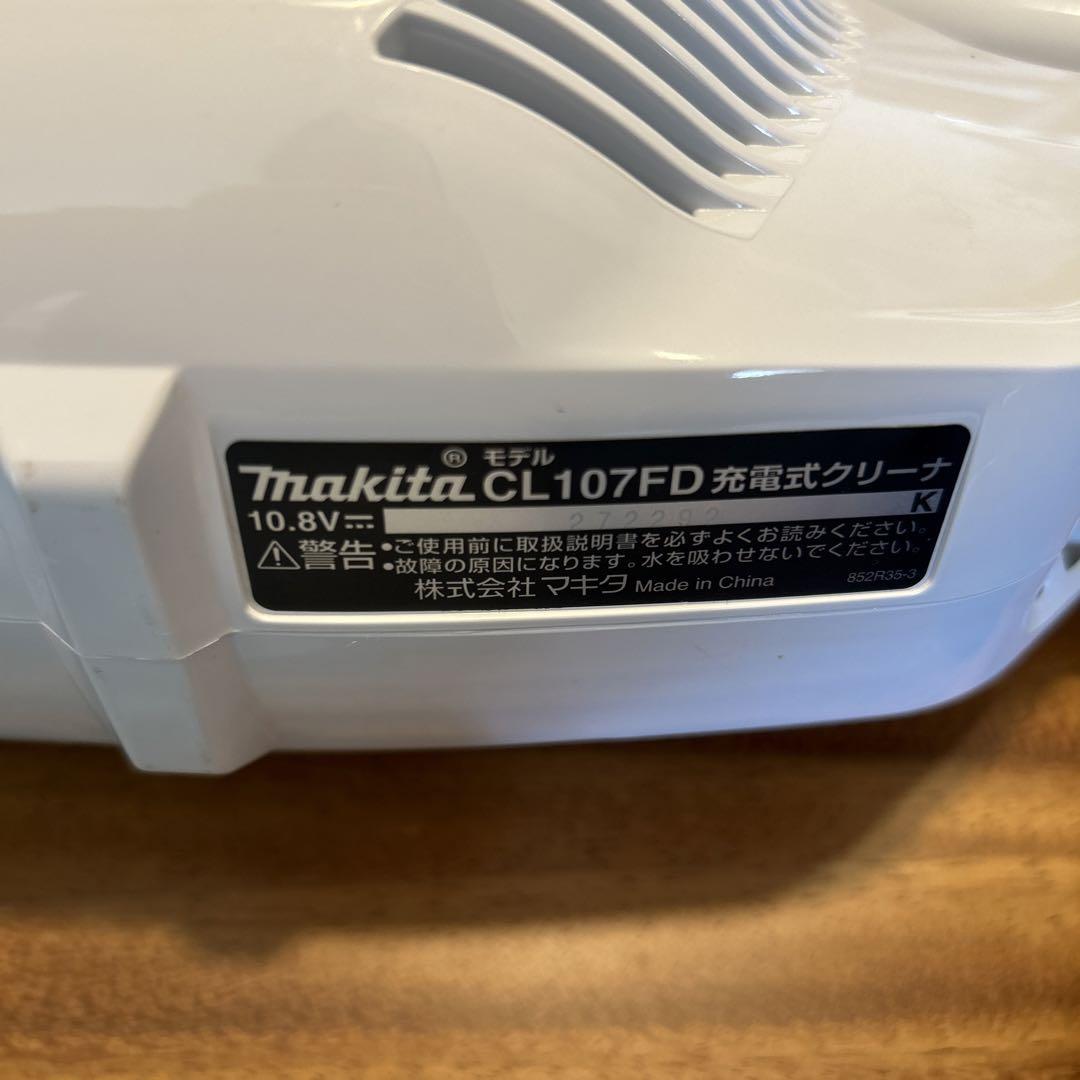 makita® モデル CL107FD 充電式クリーナ
10.8V⎓ 272292 K
⚠警告 •ご使用前に取扱説明書を必ずよくお読みください。
•故障の原因になります。水を吸わせないでください。
株式会社 マキタ Made in China 852R35-3